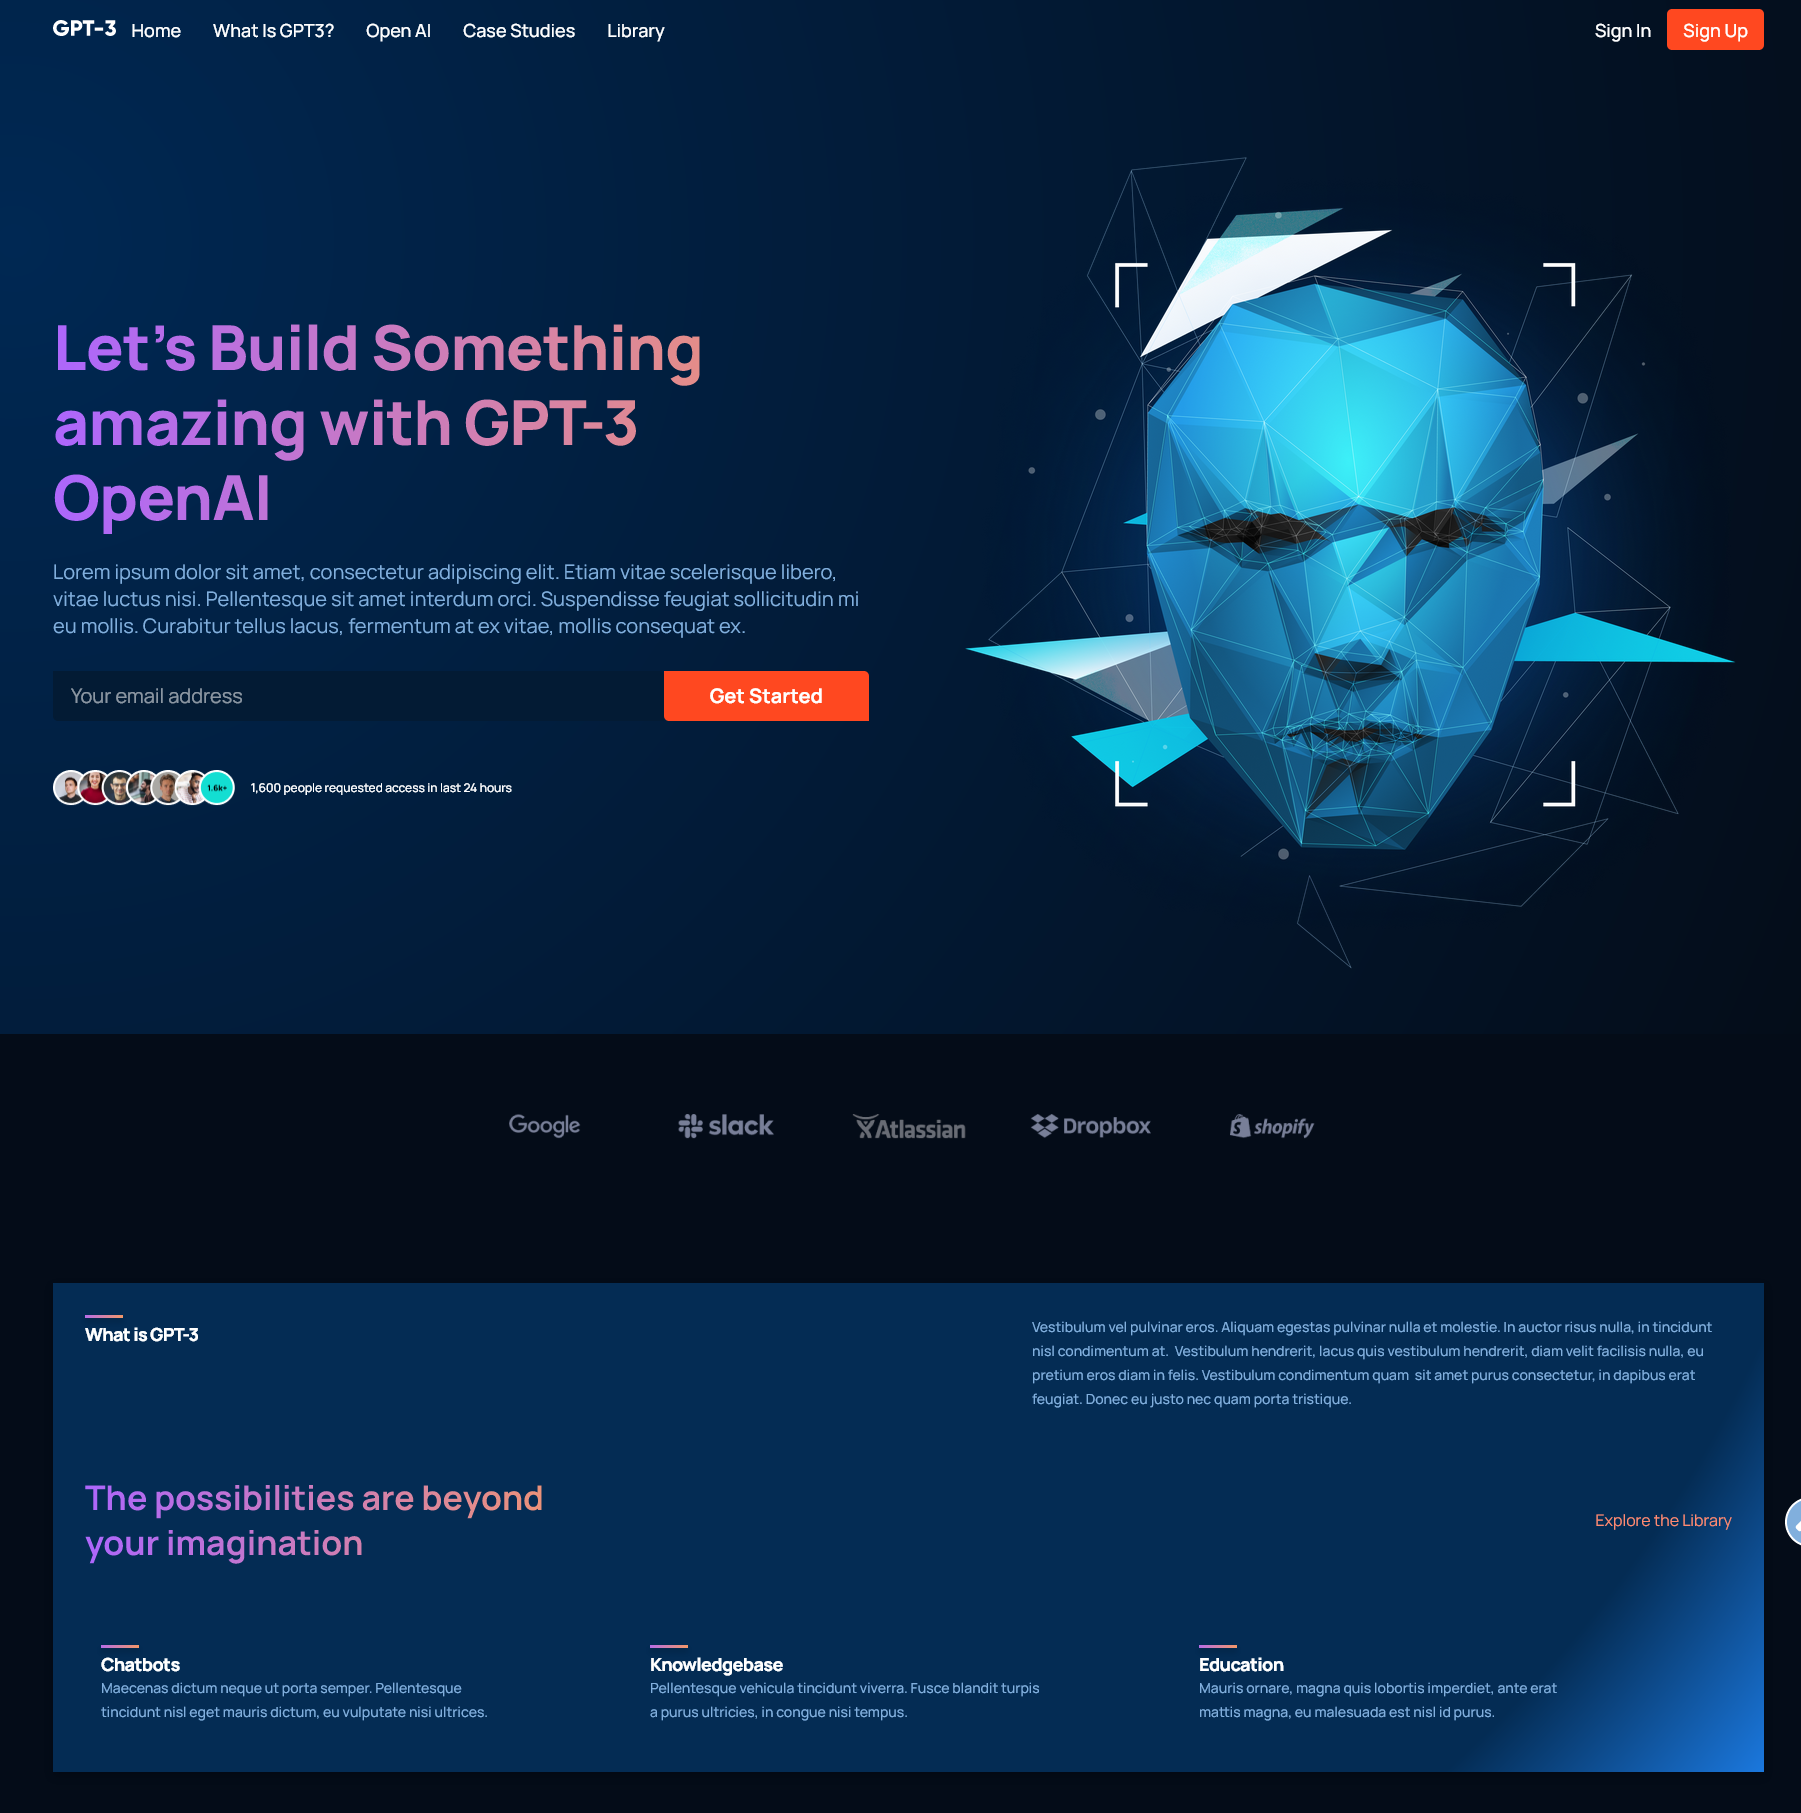 GPT-3 Home What Is GPT3? Open AI Case Studies Library Sign In Sign Up
Let's Build Something
amazing with GPT-3
OpenAI
Lorem ipsum dolor sit amet, consectetur adipiscing elit. Etiam vitae scelerisque libero,
vitae luctus nisi. Pellentesque sit amet interdum orci. Suspendisse feugiat sollicitudin mi
eu mollis. Curabitur tellus lacus, fermentum at ex vitae, mollis consequat ex.
Your email address Get Started
1.6k+ 1,600 people requested access in last 24 hours
Google slack Atlassian Dropbox shopify
What is GPT-3
Vestibulum vel pulvinar eros. Aliquam egestas pulvinar nulla et molestie. In auctor risus nulla, in tincidunt
nisl condimentum at. Vestibulum hendrerit, lacus quis vestibulum hendrerit, diam velit facilisis nulla, eu
pretium eros diam in felis. Vestibulum condimentum quam sit amet purus consectetur, in dapibus erat
feugiat. Donec eu justo nec quam porta tristique.
The possibilities are beyond
your imagination
Explore the Library
Chatbots
Maecenas dictum neque ut porta semper. Pellentesque
tincidunt nisl eget mauris dictum, eu vulputate nisi ultrices.
Knowledgebase
Pellentesque vehicula tincidunt viverra. Fusce blandit turpis
a purus ultricies, in congue nisi tempus.
Education
Mauris ornare, magna quis lobortis imperdiet, ante erat
mattis magna, eu malesuada est nisl id purus.